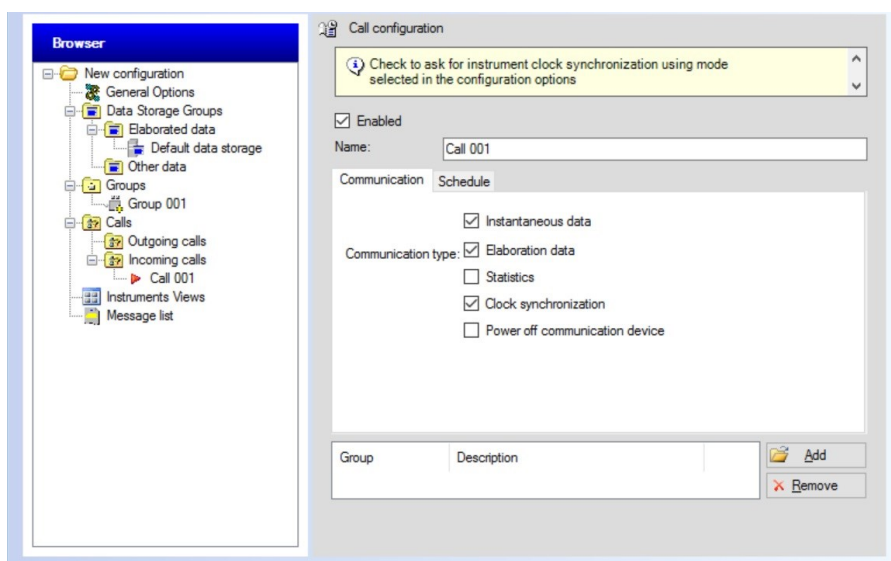 Browser
New configuration
General Options
Data Storage Groups
Elaborated data
Default data storage
Other data
Groups
Group 001
Calls
Outgoing calls
Incoming calls
Call 001
Instruments Views
Message list
Call configuration
Check to ask for instrument clock synchronization using mode
selected in the configuration options
Enabled
Name: Call 001
Communication Schedule
Instantaneous data
Communication type: Elaboration data
Statistics
Clock synchronization
Power off communication device
Group Description
Add
Remove